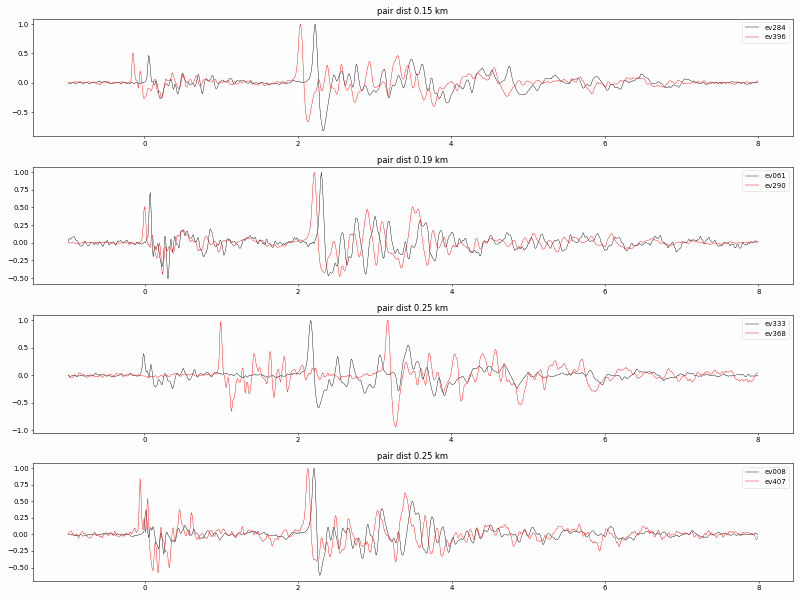 pair dist 0.15 km
1.0
0.5
0.0
−0.5
ev284
ev396
0 2 4 6 8
pair dist 0.19 km
1.00
0.75
0.50
0.25
0.00
−0.25
−0.50
ev061
ev290
0 2 4 6 8
pair dist 0.25 km
1.0
0.5
0.0
−0.5
−1.0
ev333
ev368
0 2 4 6 8
pair dist 0.25 km
1.00
0.75
0.50
0.25
0.00
−0.25
−0.50
ev008
ev407
0 2 4 6 8